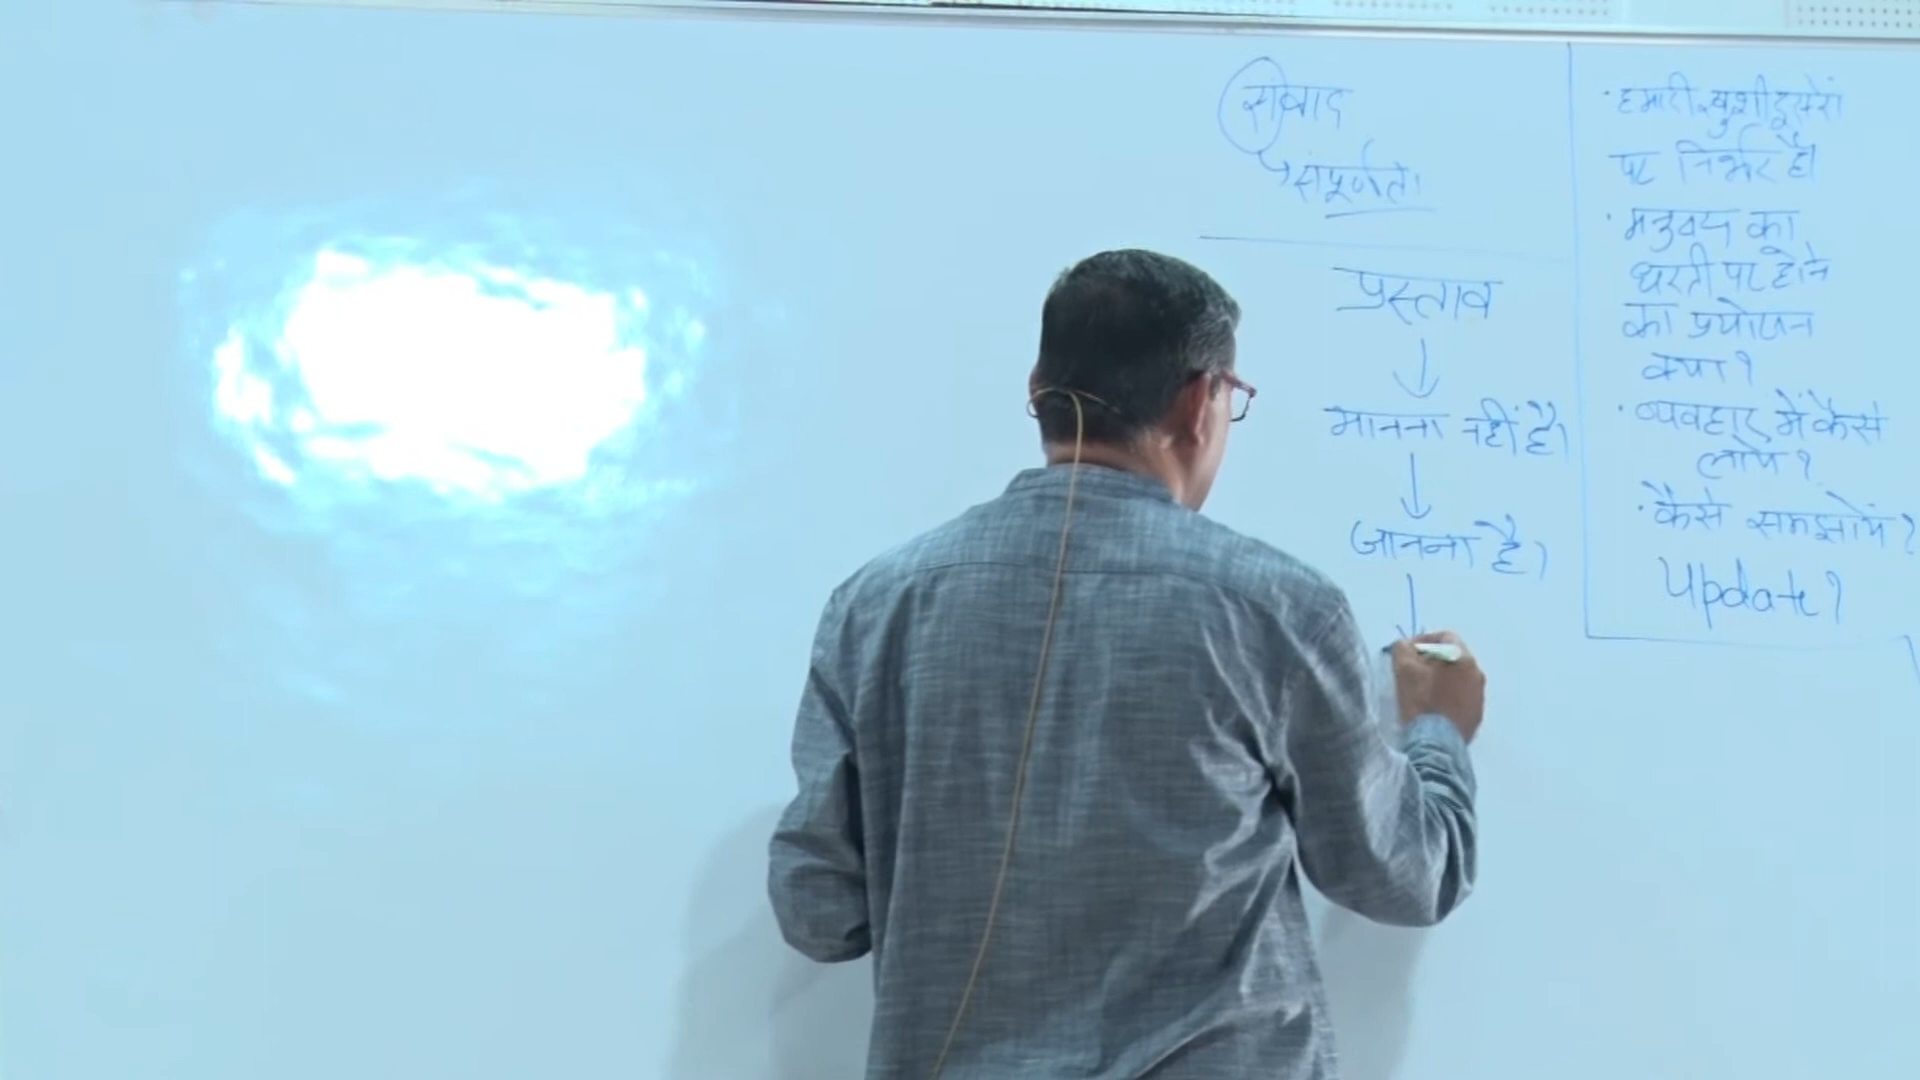 संवाद
संपूर्णता
प्रस्ताव
मानना नहीं है।
जानना है।
· हमारी खुशी दूसरों
पर निर्भर है।
· मनुष्य का
धरती पर होने
का प्रयोजन
क्या?
· व्यवहार में कैसे
लायें?
· कैसे समझायें?
Update?